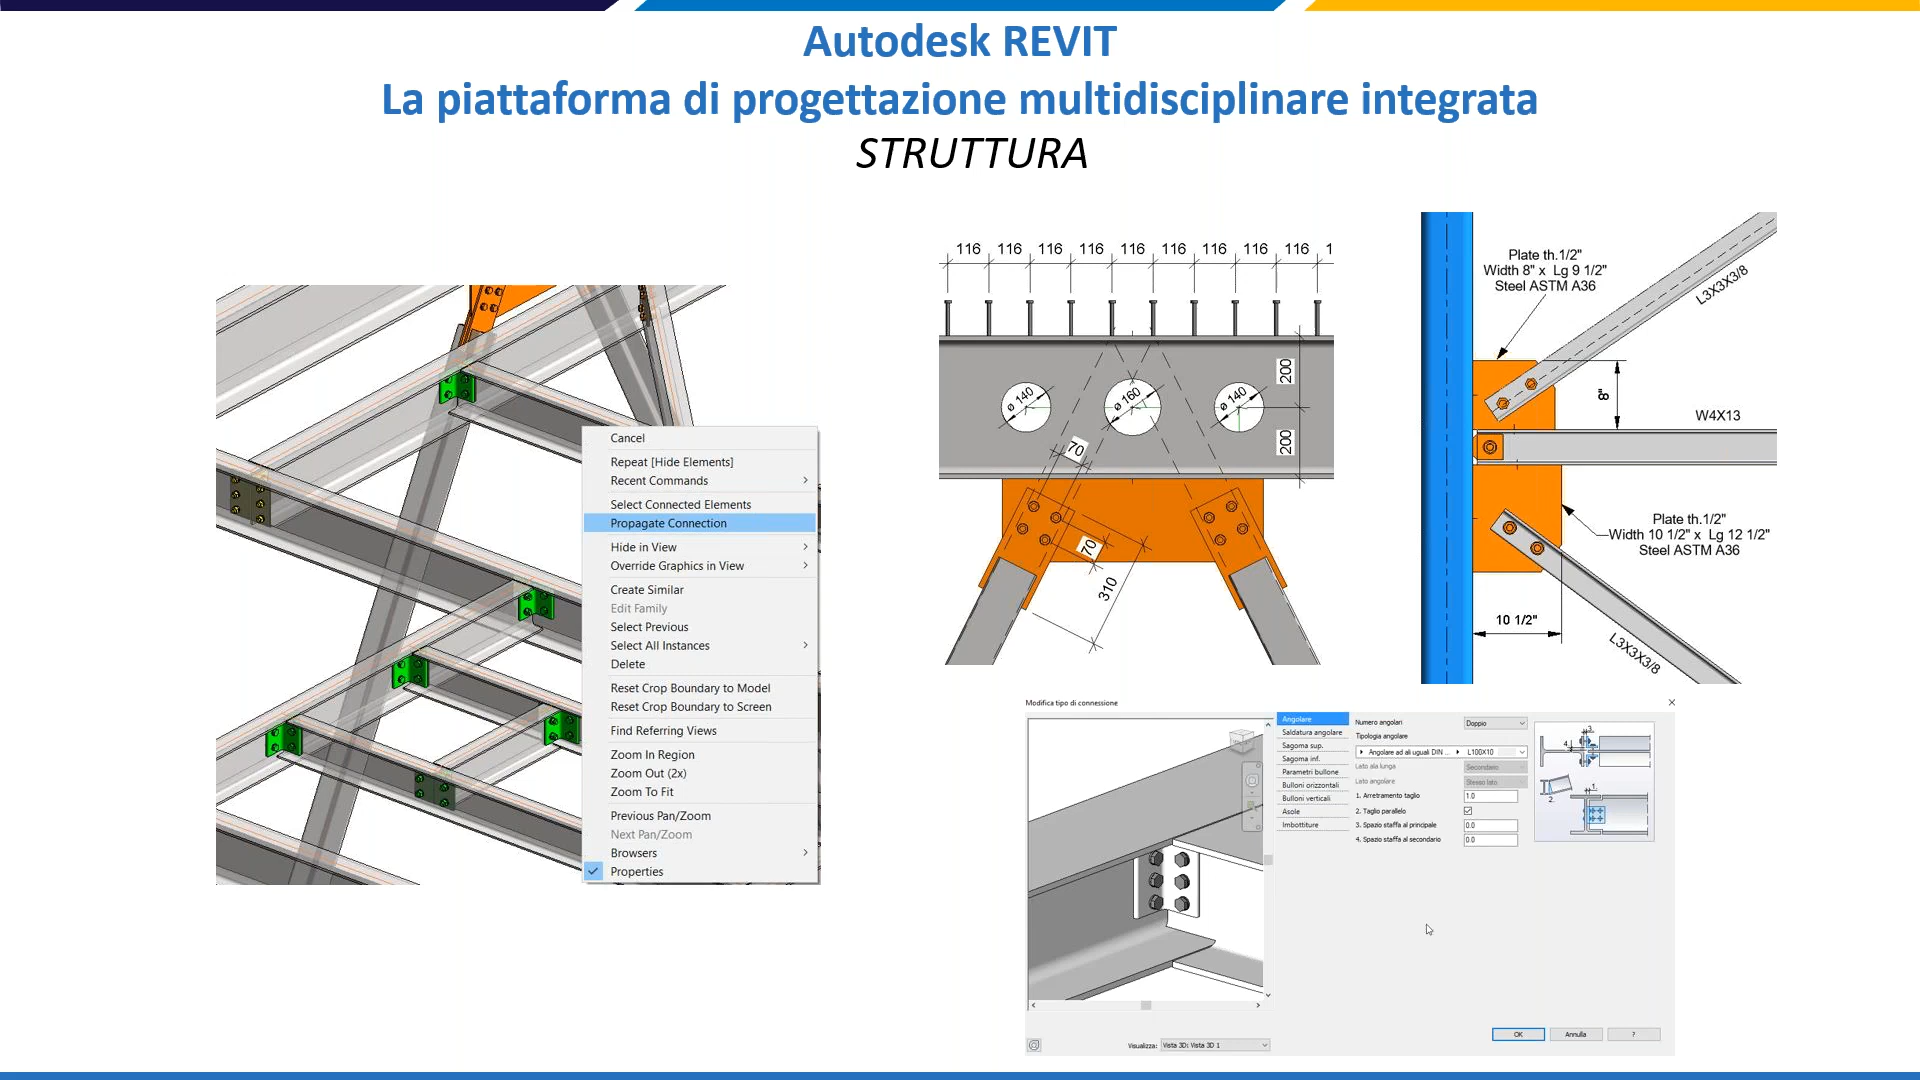 Autodesk REVIT
La piattaforma di progettazione multidisciplinare integrata
STRUTTURA
Cancel
Repeat [Hide Elements]
Recent Commands
Select Connected Elements
Propagate Connection
Hide in View
Override Graphics in View
Create Similar
Edit Family
Select Previous
Select All Instances
Delete
Reset Crop Boundary to Model
Reset Crop Boundary to Screen
Find Referring Views
Zoom In Region
Zoom Out (2x)
Zoom To Fit
Previous Pan/Zoom
Next Pan/Zoom
Browsers
Properties
116 116 116 116 116 116 116 116 116 1
200
ø 140 ø 160 ø 140
200
70
70
310
Plate th.1/2"
Width 8" x Lg 9 1/2"
Steel ASTM A36
L3X3X3/8
8"
W4X13
Plate th.1/2"
Width 10 1/2" x Lg 12 1/2"
Steel ASTM A36
10 1/2"
L3X3X3/8
Modifica tipo di connessione
Angolare
Saldatura angolare
Sagoma sup.
Sagoma inf.
Parametri bullone
Bulloni orizzontali
Bulloni verticali
Asole
Imbottiture
Numero angolari Doppio
Tipologia angolare
Angolare ad ali uguali DIN ... L100X10
Lato ala lunga Secondario
Lato angolare Stesso lato
1. Arretramento taglio 1.0
2. Taglio parallelo
3. Spazio staffa al principale 0.0
4. Spazio staffa al secondario 0.0
3.
4.
1.
2.
Visualizza: Vista 3D: Vista 3D 1
OK Annulla ?